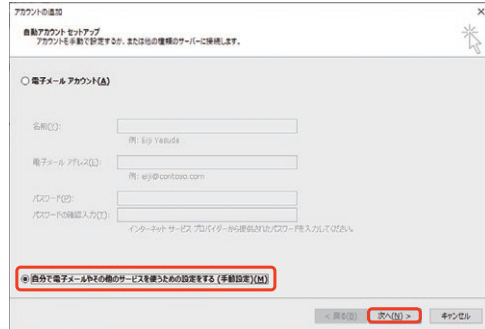 アカウントの追加
自動アカウント セットアップ
アカウントを手動で設定するか、または他の種類のサーバーに接続します。
電子メール アカウント(A)
名前(Y):
例: Eiji Yasuda
電子メール アドレス(E):
例: eiji@contoso.com
パスワード(P):
パスワードの確認入力(T):
インターネット サービス プロバイダーから提供されたパスワードを入力してください。
自分で電子メールやその他のサービスを使うための設定をする (手動設定)(M)
< 戻る(B) 次へ(N) > キャンセル